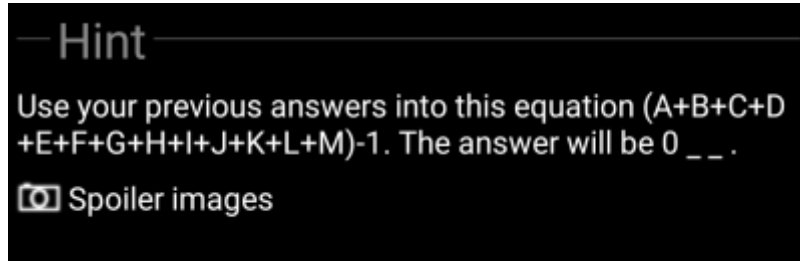 Hint
Use your previous answers into this equation (A+B+C+D
+E+F+G+H+I+J+K+L+M)-1. The answer will be 0 _ _ .
Spoiler images